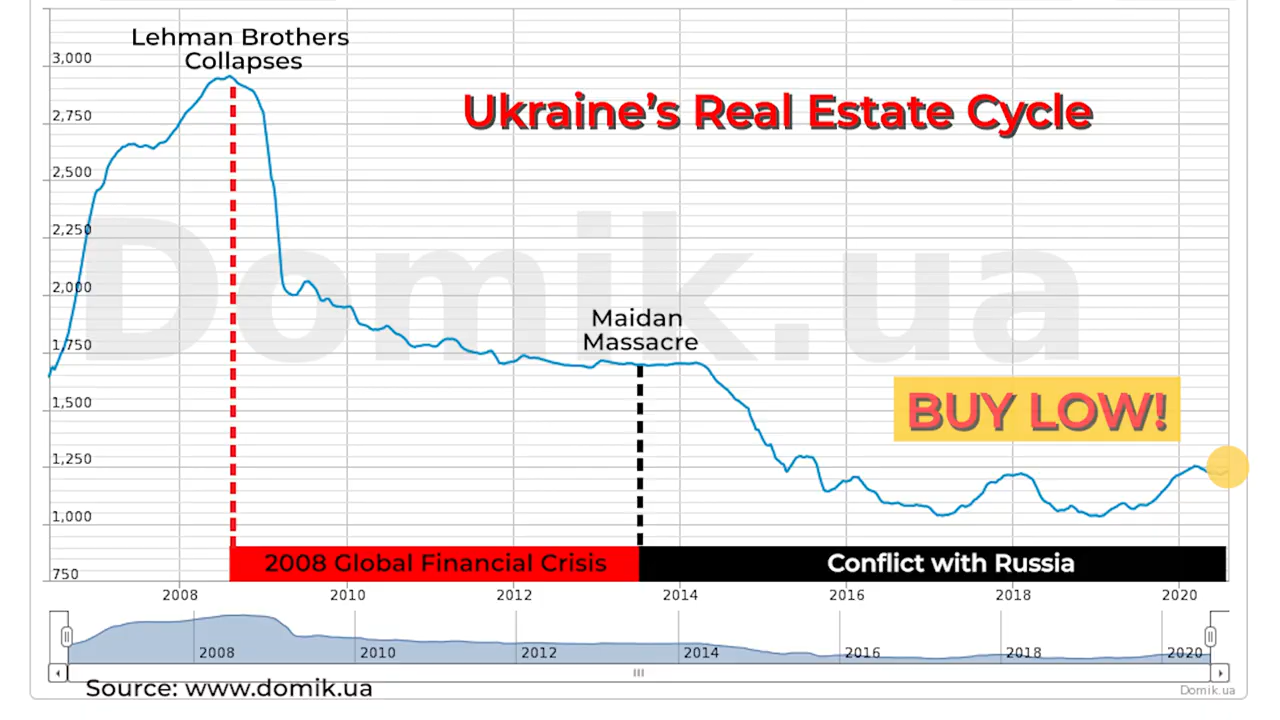 Lehman Brothers
Collapses
Ukraine's Real Estate Cycle
3,000
2,750
2,500
2,250
2,000
1,750
1,500
1,250
1,000
750
Domik.ua
Maidan
Massacre
BUY LOW!
2008 Global Financial Crisis
Conflict with Russia
2008 2010 2012 2014 2016 2018 2020
2008 2010 2012 2014 2016 2018 2020
Source: www.domik.ua
Domik.ua